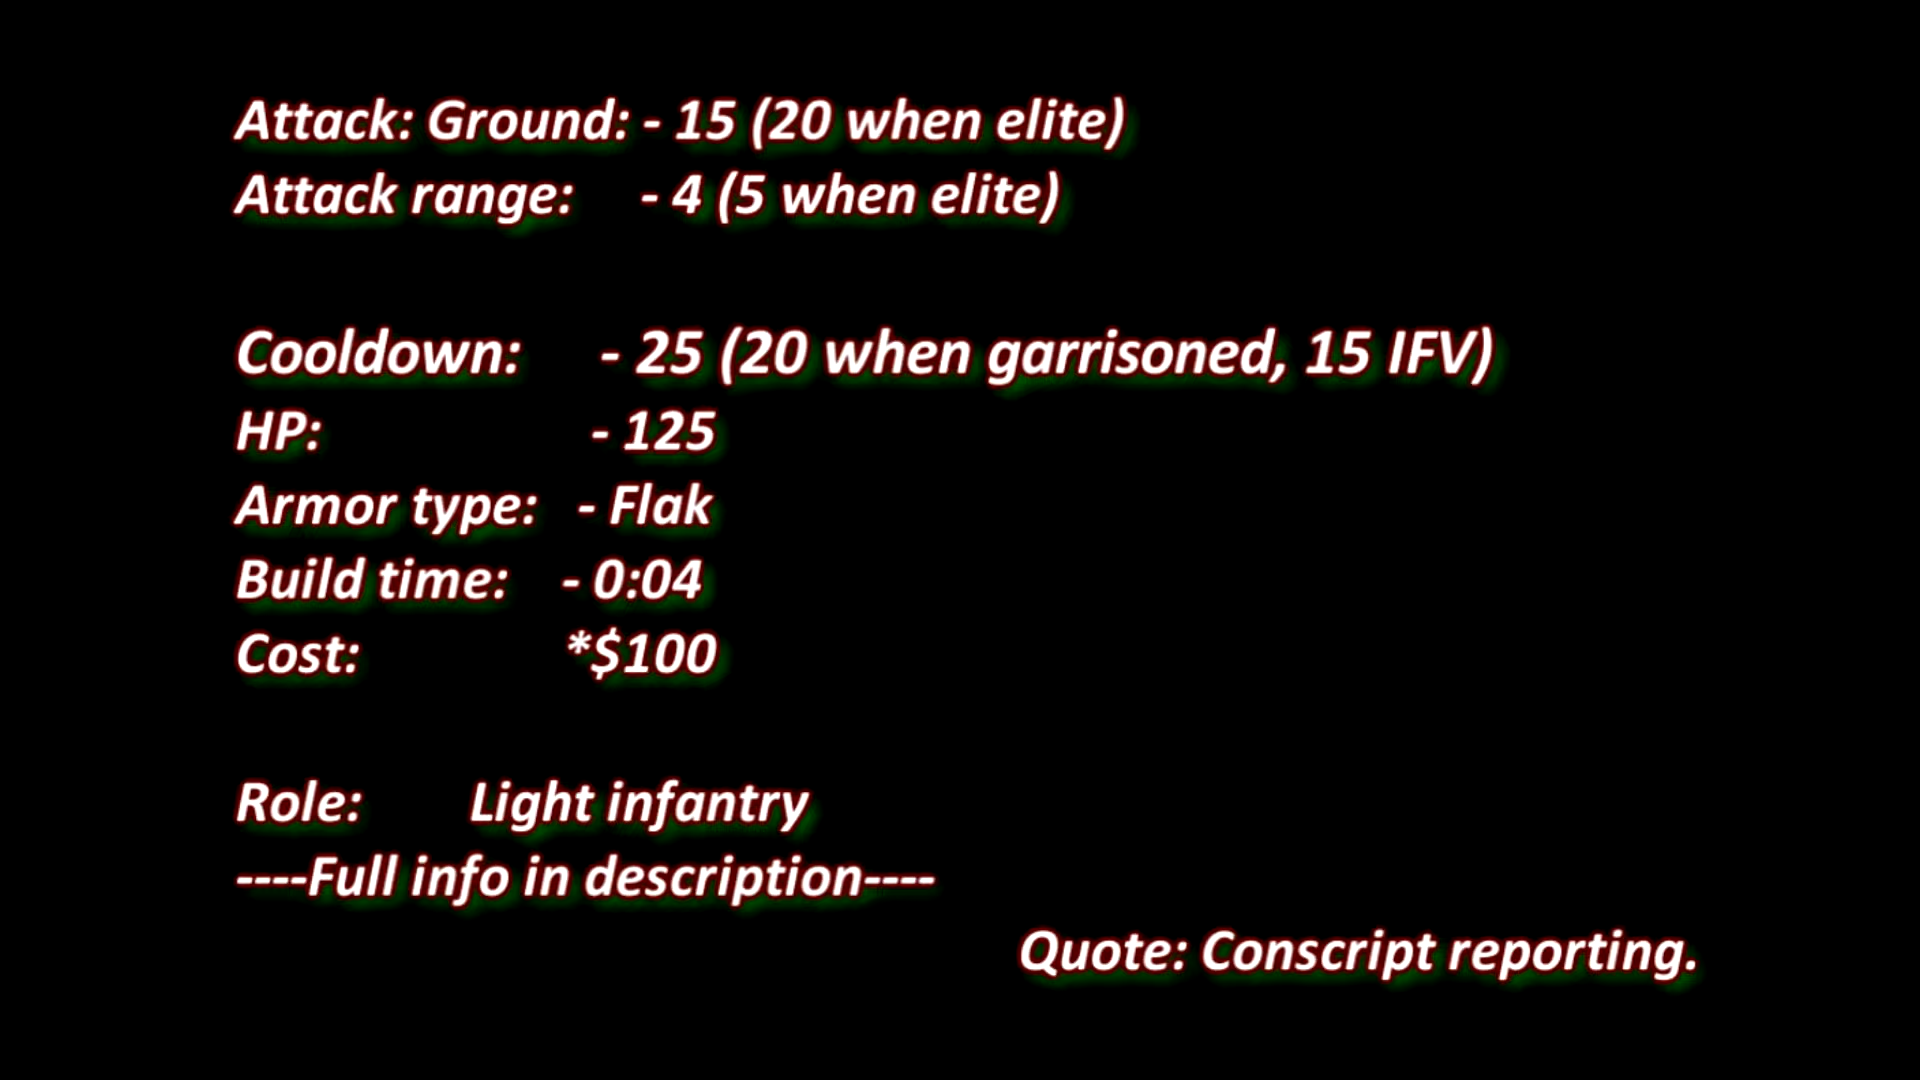 Attack: Ground: - 15 (20 when elite)
Attack range: - 4 (5 when elite)
Cooldown: - 25 (20 when garrisoned, 15 IFV)
HP: - 125
Armor type: - Flak
Build time: - 0:04
Cost: *$100
Role: Light infantry
----Full info in description----
Quote: Conscript reporting.